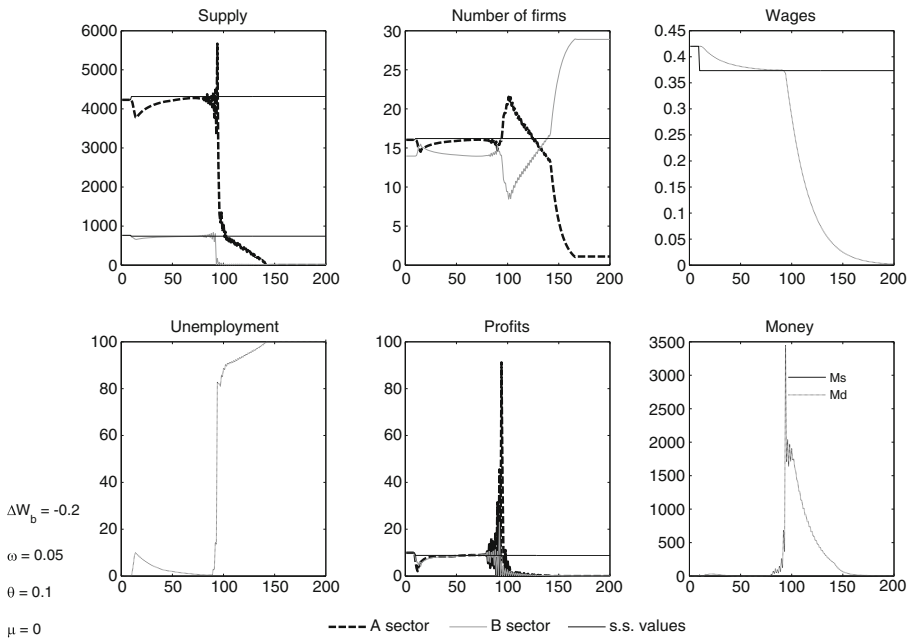 Supply
6000
5000
4000
3000
2000
1000
0
0 50 100 150 200
Number of firms
30
25
20
15
10
5
0
0 50 100 150 200
Wages
0.45
0.4
0.35
0.3
0.25
0.2
0.15
0.1
0.05
0
0 50 100 150 200
Unemployment
100
80
60
40
20
0
0 50 100 150 200
Profits
100
80
60
40
20
0
0 50 100 150 200
Money
3500
3000
2500
2000
1500
1000
500
0
0 50 100 150 200
Ms
Md
ΔW_b = -0.2
ω = 0.05
θ = 0.1
μ = 0
A sector B sector s.s. values